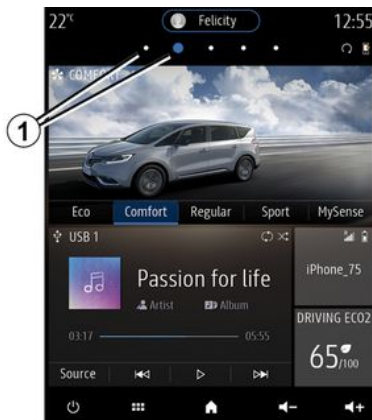 22°C
Felicity
12:55
1
COMFORT
Eco Comfort Regular Sport MySense
USB 1
iPhone_75
Passion for life
Artist Album
DRIVING ECO2
03:17 05:55
65/100
Source